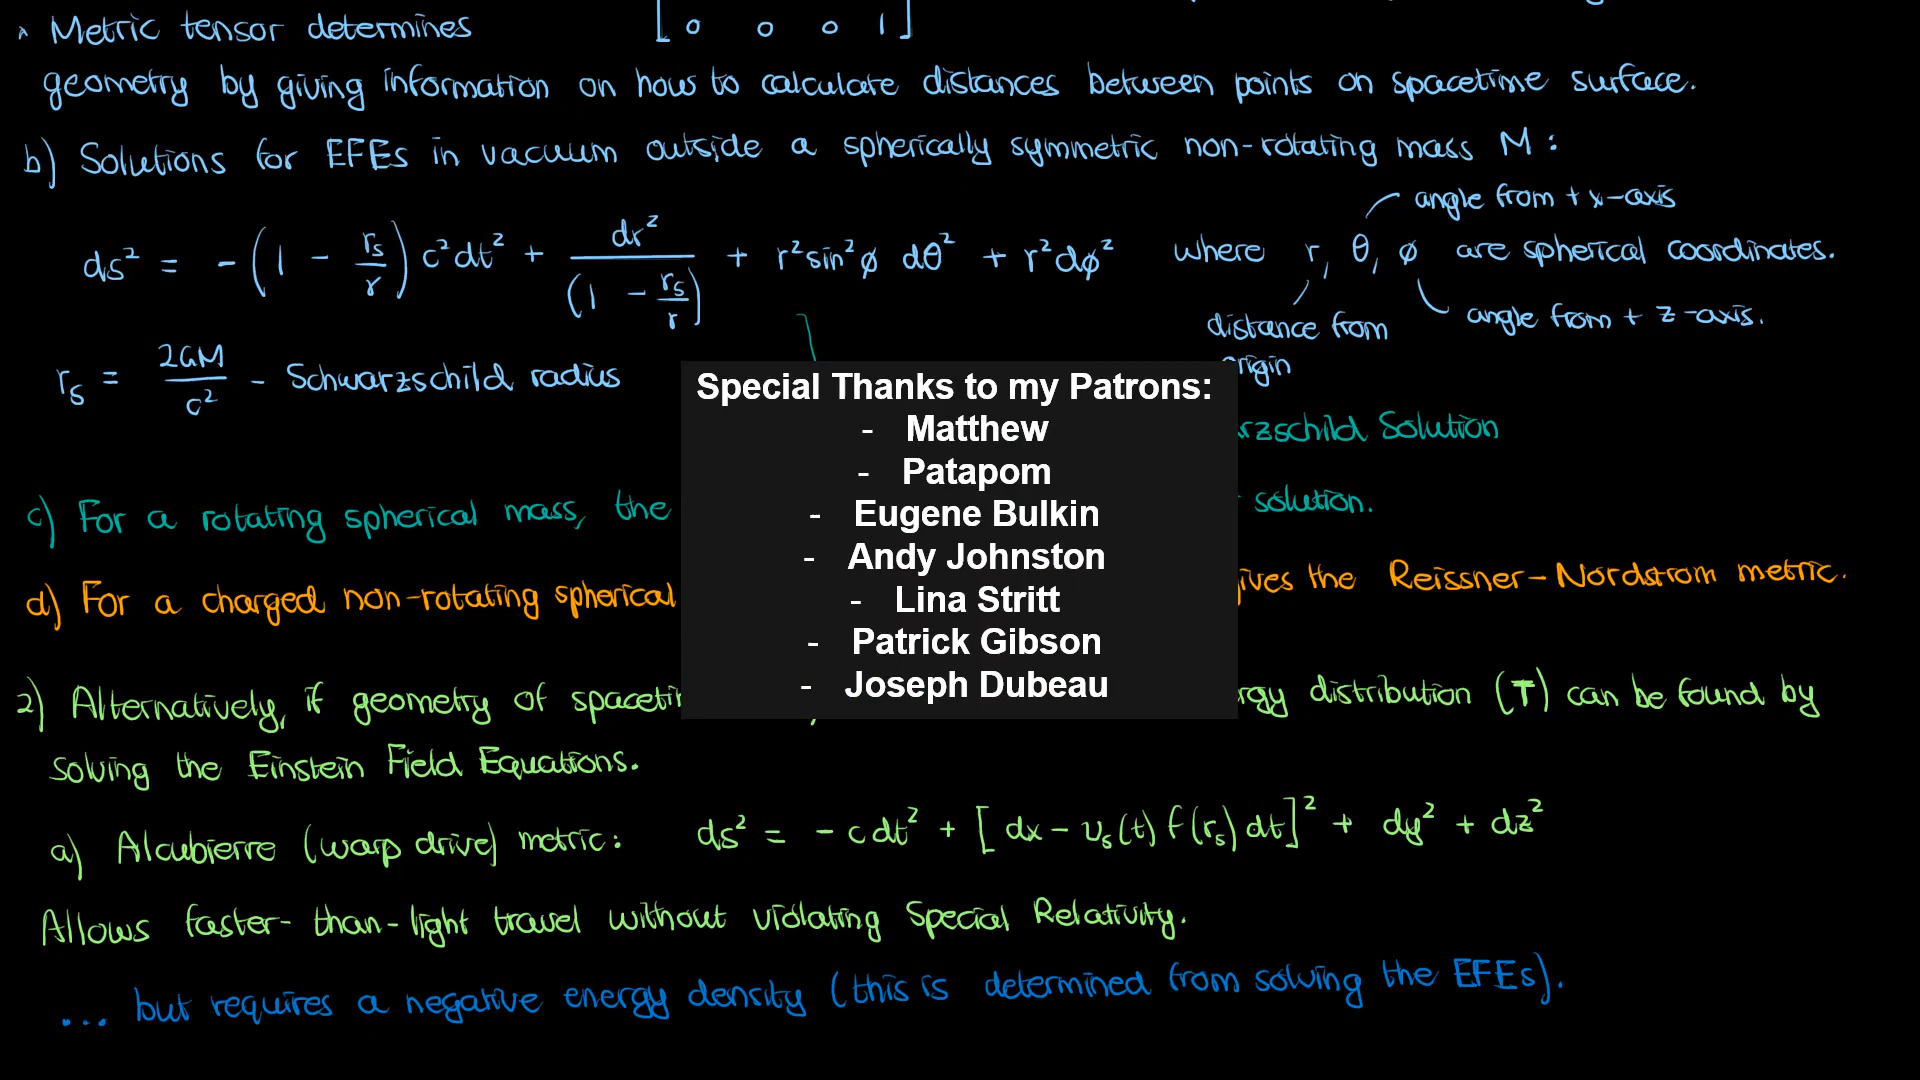 Metric tensor determines [ 0 0 0 1 ]
geometry by giving information on how to calculate distances between points on spacetime surface.
b) Solutions for EFEs in vacuum outside a spherically symmetric non-rotating mass M :
angle from + x-axis
ds² = - (1 - rs/r) c²dt² + dr²/(1 - rs/r) + r²sin²φ dθ² + r²dφ² where r, θ, φ are spherical coordinates.
angle from + z-axis.
distance from
origin
rs = 2GM/c² - Schwarzschild radius
Special Thanks to my Patrons:
- Matthew
- Patapom
- Eugene Bulkin
- Andy Johnston
- Lina Stritt
- Patrick Gibson
- Joseph Dubeau
rzschild Solution
c) For a rotating spherical mass, the solution.
d) For a charged non-rotating spherical ives the Reissner-Nordstrom metric.
2) Alternatively, if geometry of spaceti rgy distribution (T) can be found by
solving the Einstein Field Equations.
a) Alcubierre (warp drive) metric: ds² = - c dt² + [dx - vs(t) f(rs) dt]² + dy² + dz²
Allows faster-than-light travel without violating Special Relativity.
... but requires a negative energy density (this is determined from solving the EFEs).